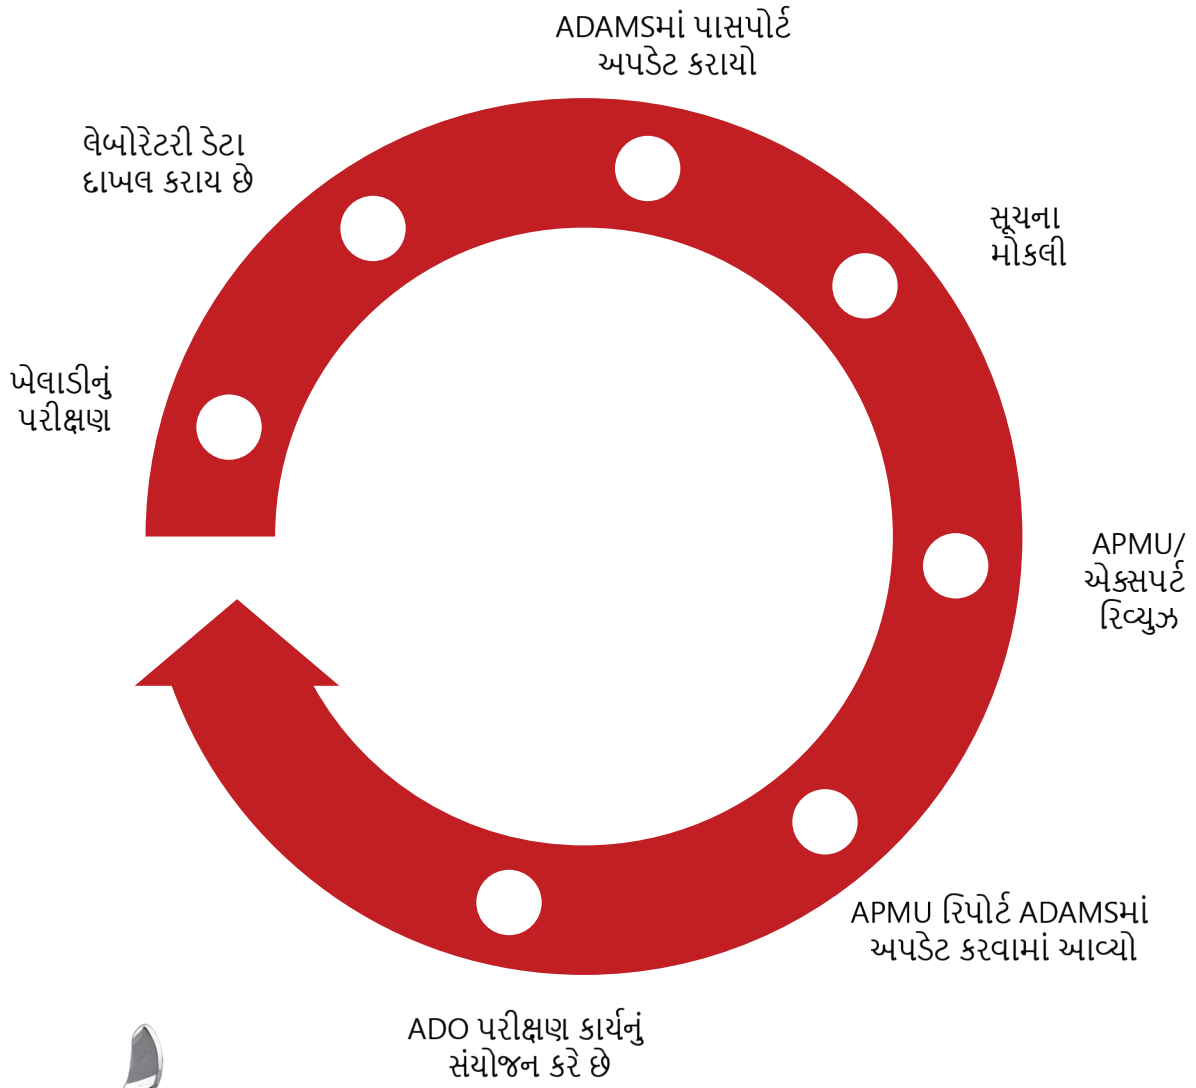 ADAMSમાં પાસપોર્ટ
અપડેટ કરાયો
લેબોરેટરી ડેટા
દાખલ કરાય છે
સૂચના
મોકલી
ખેલાડીનું
પરીક્ષણ
APMU/
એક્સપર્ટ
રિવ્યુઝ
APMU રિપોર્ટ ADAMSમાં
અપડેટ કરવામાં આવ્યો
ADO પરીક્ષણ કાર્યનું
સંયોજન કરે છે